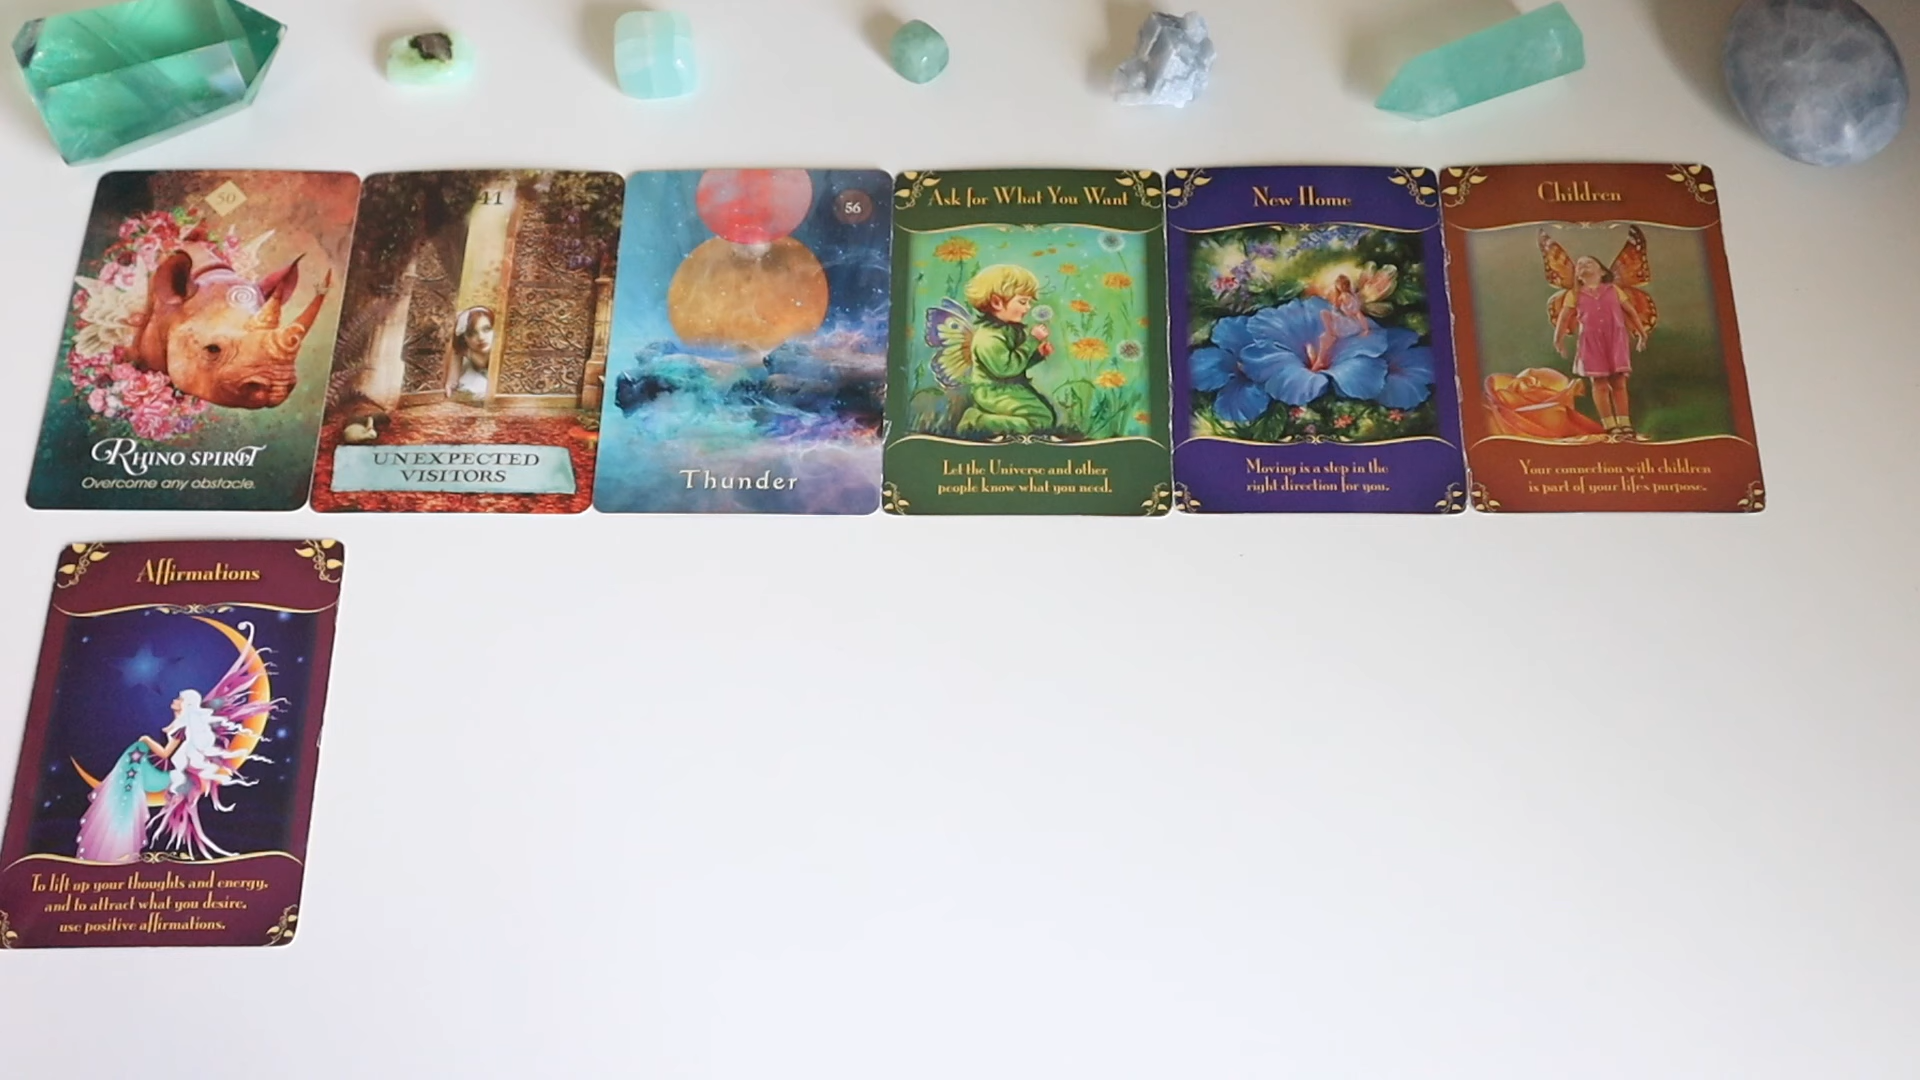 50
RHINO SPIRIT
Overcome any obstacle.
41
UNEXPECTED
VISITORS
56
Thunder
Ask for What You Want
Let the Universe and other
people know what you need.
New Home
Moving is a step in the
right direction for you.
Children
Your connection with children
is part of your life's purpose.
Affirmations
To lift up your thoughts and energy,
and to attract what you desire,
use positive affirmations.